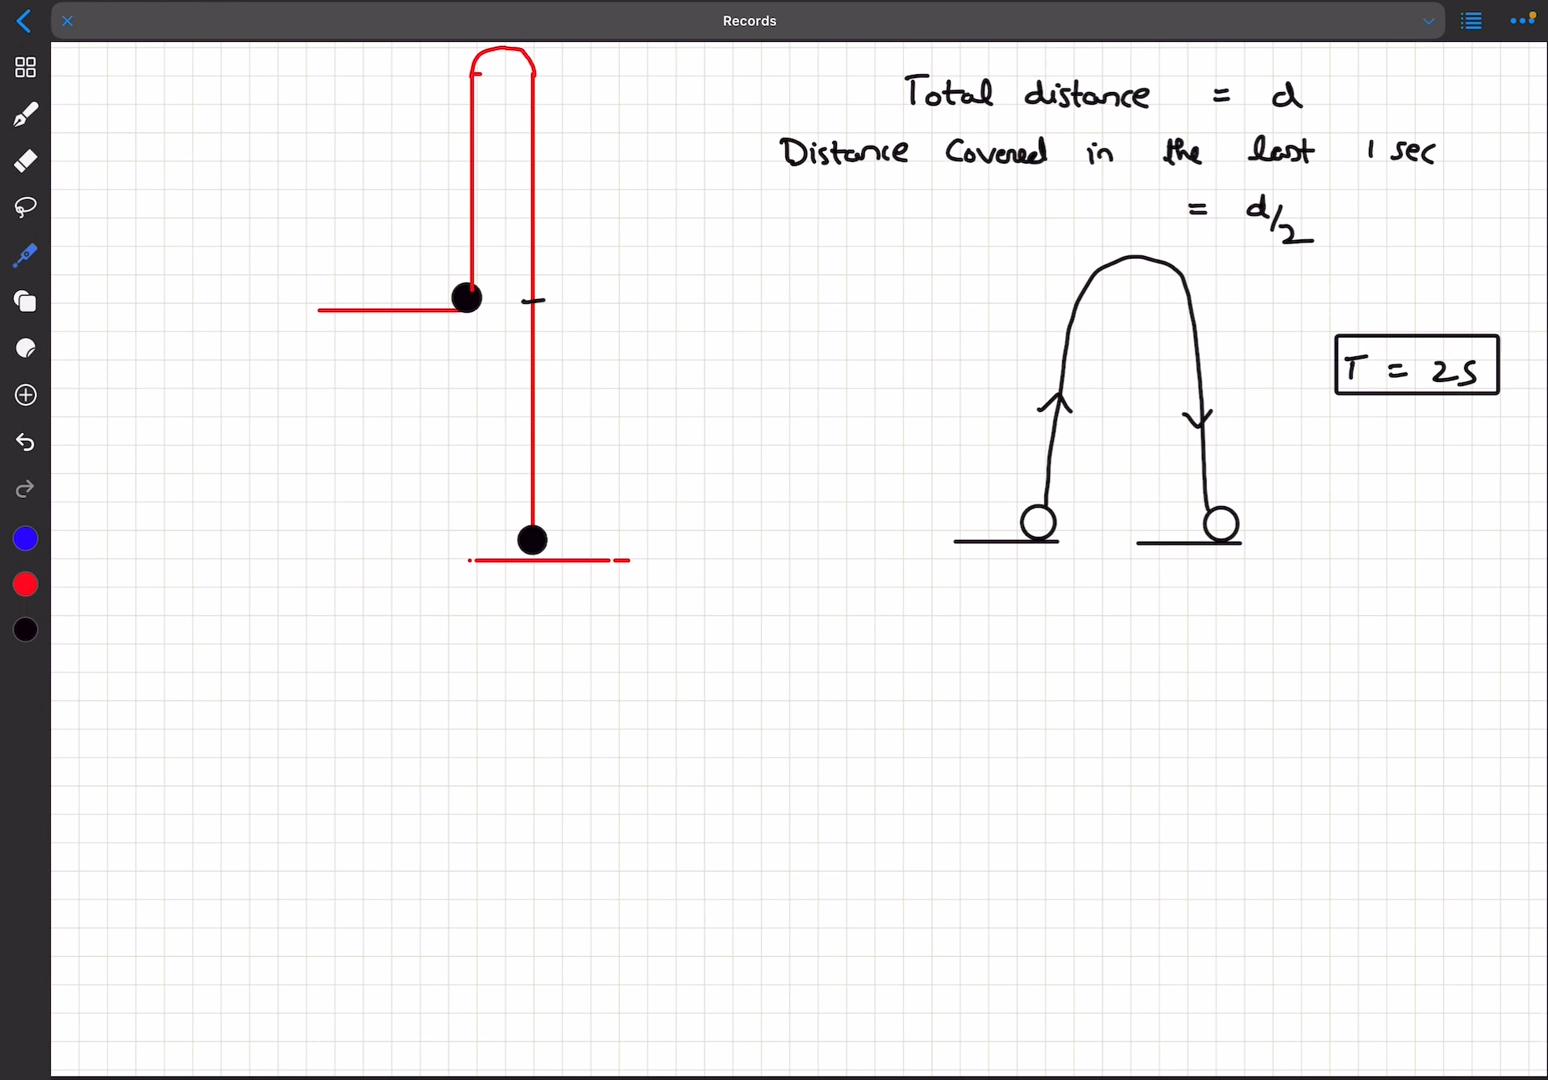 Records
Total distance = d
Distance Covered in the last 1 sec
= d/2
T = 2s